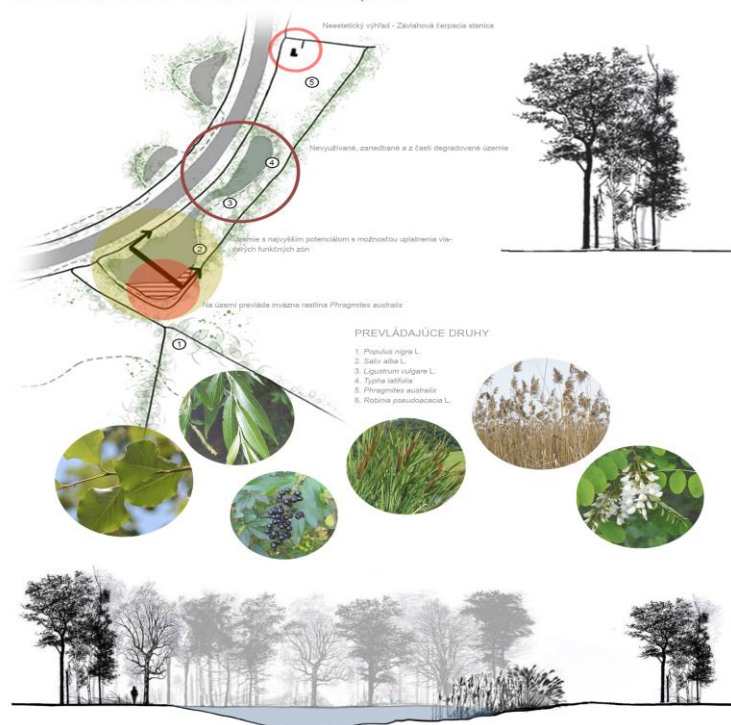 Neestetický výhľad - Závlahová čerpacia stanica
5
Nevyužívané, zanedbané a z časti degradované územie
4
3
2
Územie s najvyšším potenciálom s možnosťou uplatnenia via-
cerých funkčných zón
Na území prevláda invázna rastlina Phragmites australis
1
PREVLÁDAJÚCE DRUHY
1. Populus nigra L.
2. Salix alba L.
3. Ligustrum vulgare L.
4. Typha latifolia
5. Phragmites australis
6. Robinia pseudoacacia L.